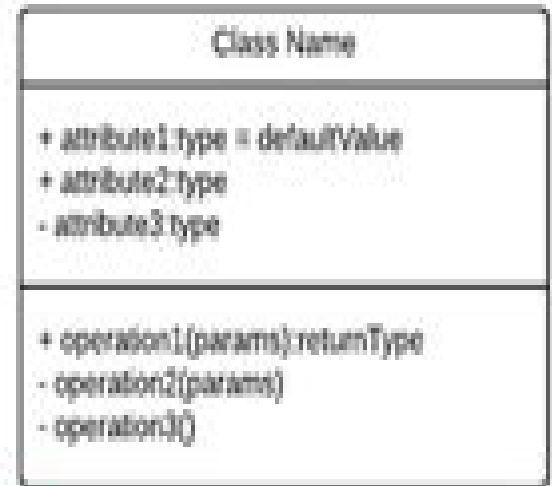 Class Name
+ attribute1:type = defaultValue
+ attribute2:type
- attribute3:type
+ operation1(params):returnType
- operation2(params)
- operation3()